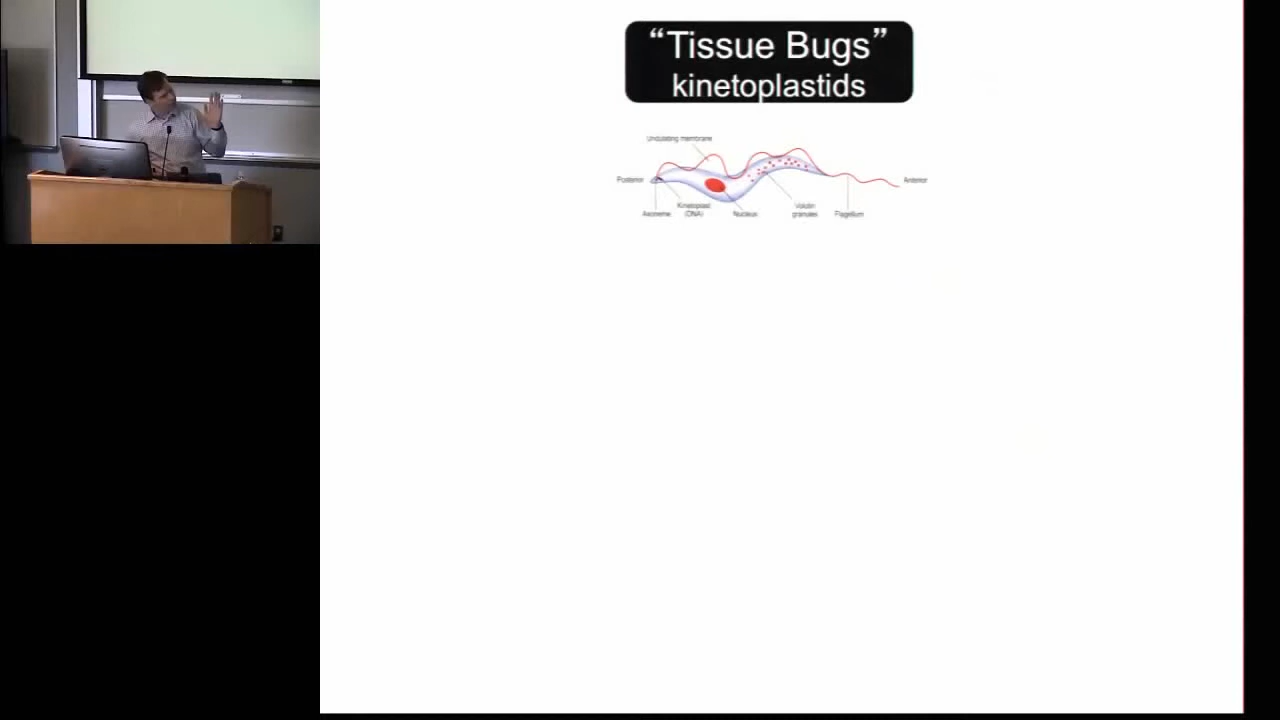 “Tissue Bugs”
kinetoplastids
Undulating membrane
Posterior
Anterior
Kinetoplast
(DNA)
Volutin
granules
Axoneme
Nucleus
Flagellum